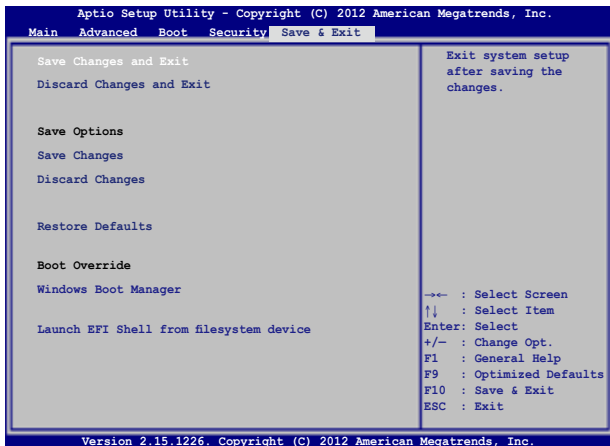 Aptio Setup Utility - Copyright (C) 2012 American Megatrends, Inc.
Main Advanced Boot Security Save & Exit
Save Changes and Exit
Discard Changes and Exit
Save Options
Save Changes
Discard Changes
Restore Defaults
Boot Override
Windows Boot Manager
Launch EFI Shell from filesystem device
Exit system setup
after saving the
changes.
→← : Select Screen
↑↓ : Select Item
Enter: Select
+/— : Change Opt.
F1 : General Help
F9 : Optimized Defaults
F10 : Save & Exit
ESC : Exit
Version 2.15.1226. Copyright (C) 2012 American Megatrends, Inc.